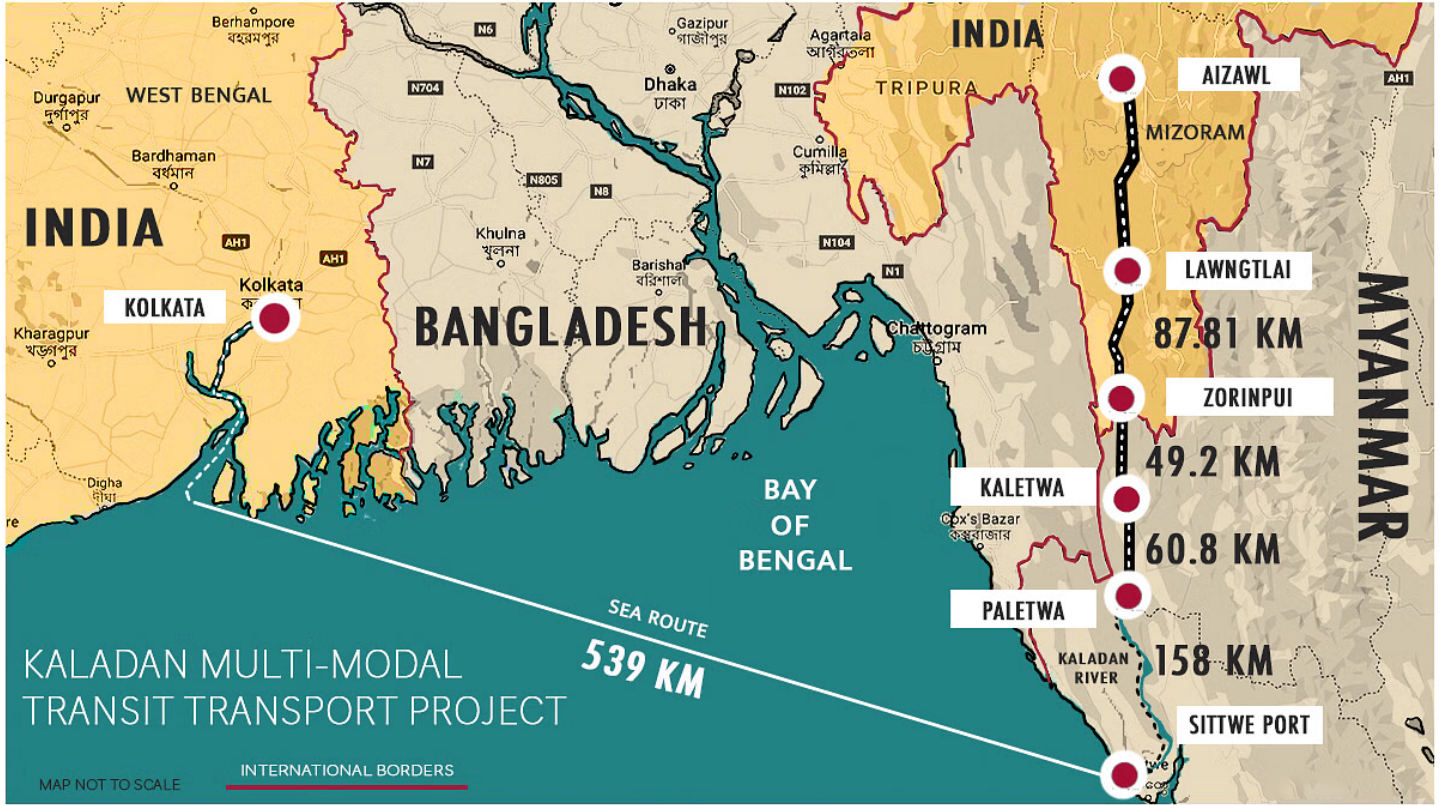 Berhampore
বহরমপুর
N6
Gazipur
গাজীপুর
Agartala
আগরতলা
INDIA
AIZAWL
AH1
Durgapur
দুর্গাপুর
WEST BENGAL
N704
Dhaka
ঢাকা
N102
TRIPURA
MIZORAM
Bardhaman
বর্ধমান
N7
N805
N8
Cumilla
কুমিল্লা
INDIA
AH1
AH1
Khulna
খুলনা
Barishal
বরিশাল
N104
N1
LAWNGTLAI
Kolkata
KOLKATA
BANGLADESH
Chattogram
চট্টগ্রাম
87.81 KM
MYANMAR
Kharagpur
খড়গপুর
ZORINPUI
49.2 KM
Digha
দীঘা
BAY
OF
BENGAL
KALETWA
Cox's Bazar
কক্সবাজার
60.8 KM
PALETWA
SEA ROUTE
539 KM
KALADAN
RIVER
158 KM
KALADAN MULTI-MODAL
TRANSIT TRANSPORT PROJECT
SITTWE PORT
INTERNATIONAL BORDERS
MAP NOT TO SCALE